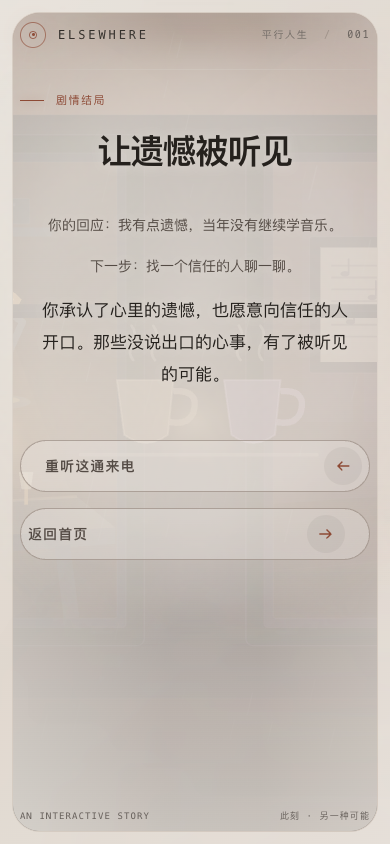 ELSEWHERE
平行人生 / 001
剧情结局
让遗憾被听见
你的回应：我有点遗憾，当年没有继续学音乐。
下一步：找一个信任的人聊一聊。
你承认了心里的遗憾，也愿意向信任的人
开口。那些没说出口的心事，有了被听见
的可能。
重听这通来电
返回首页
AN INTERACTIVE STORY
此刻 · 另一种可能